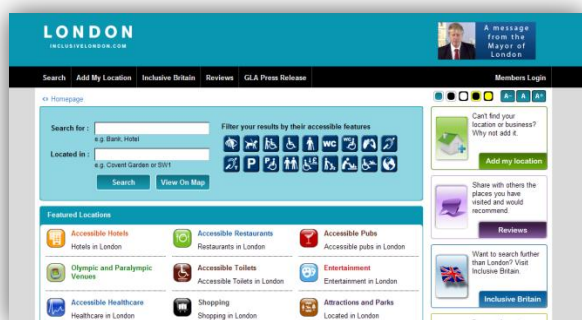 LONDON
INCLUSIVELONDON.COM
A message
from the
Mayor of
London
Search Add My Location Inclusive Britain Reviews GLA Press Release Members Login
<> Homepage
A- A A+
Search for :
e.g. Bank, Hotel
Located in :
e.g. Covent Garden or SW1
Search View On Map
Filter your results by their accessible features
WC
P
Can't find your
location or business?
Why not add it.
Add my location
Share with others the
places you have
visited and would
recommend.
Reviews
Want to search further
than London? Visit
Inclusive Britain.
Inclusive Britain
Featured Locations
Accessible Hotels
Hotels in London
Accessible Restaurants
Restaurants in London
Accessible Pubs
Accessible pubs in London
Olympic and Paralympic
Venues
Accessible Toilets
Accessible Toilets in London
Entertainment
Entertainment in London
Accessible Healthcare
Healthcare in London
Shopping
Shopping in London
Attractions and Parks
Located in London